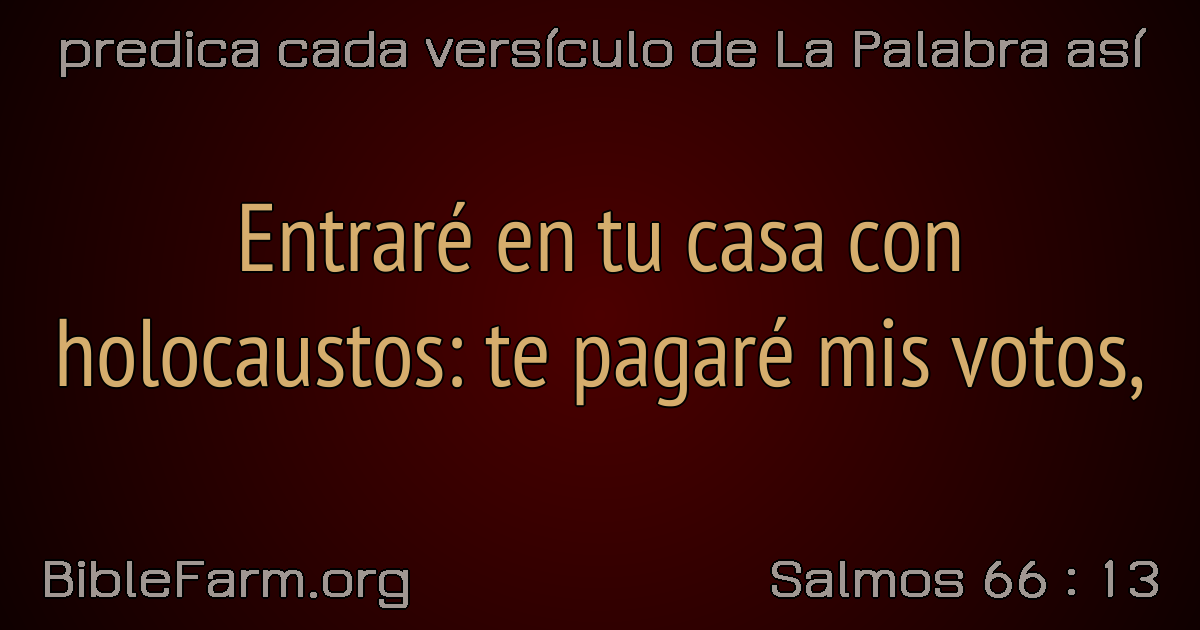 predica cada versículo de La Palabra así
Entraré en tu casa con
holocaustos: te pagaré mis votos,
BibleFarm.org
Salmos 66 : 13